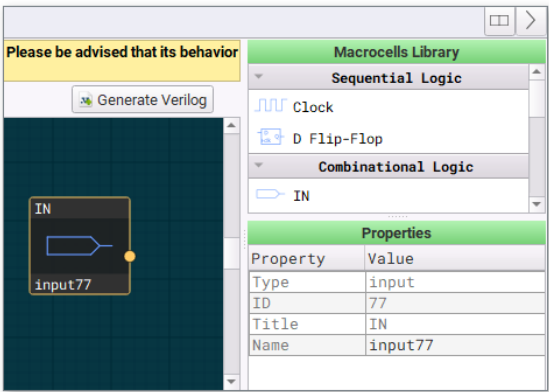 Please be advised that its behavior
Generate Verilog
IN
input77
Macrocells Library
Sequential Logic
Clock
D Flip-Flop
Combinational Logic
IN
Properties
Property Value
Type input
ID 77
Title IN
Name input77